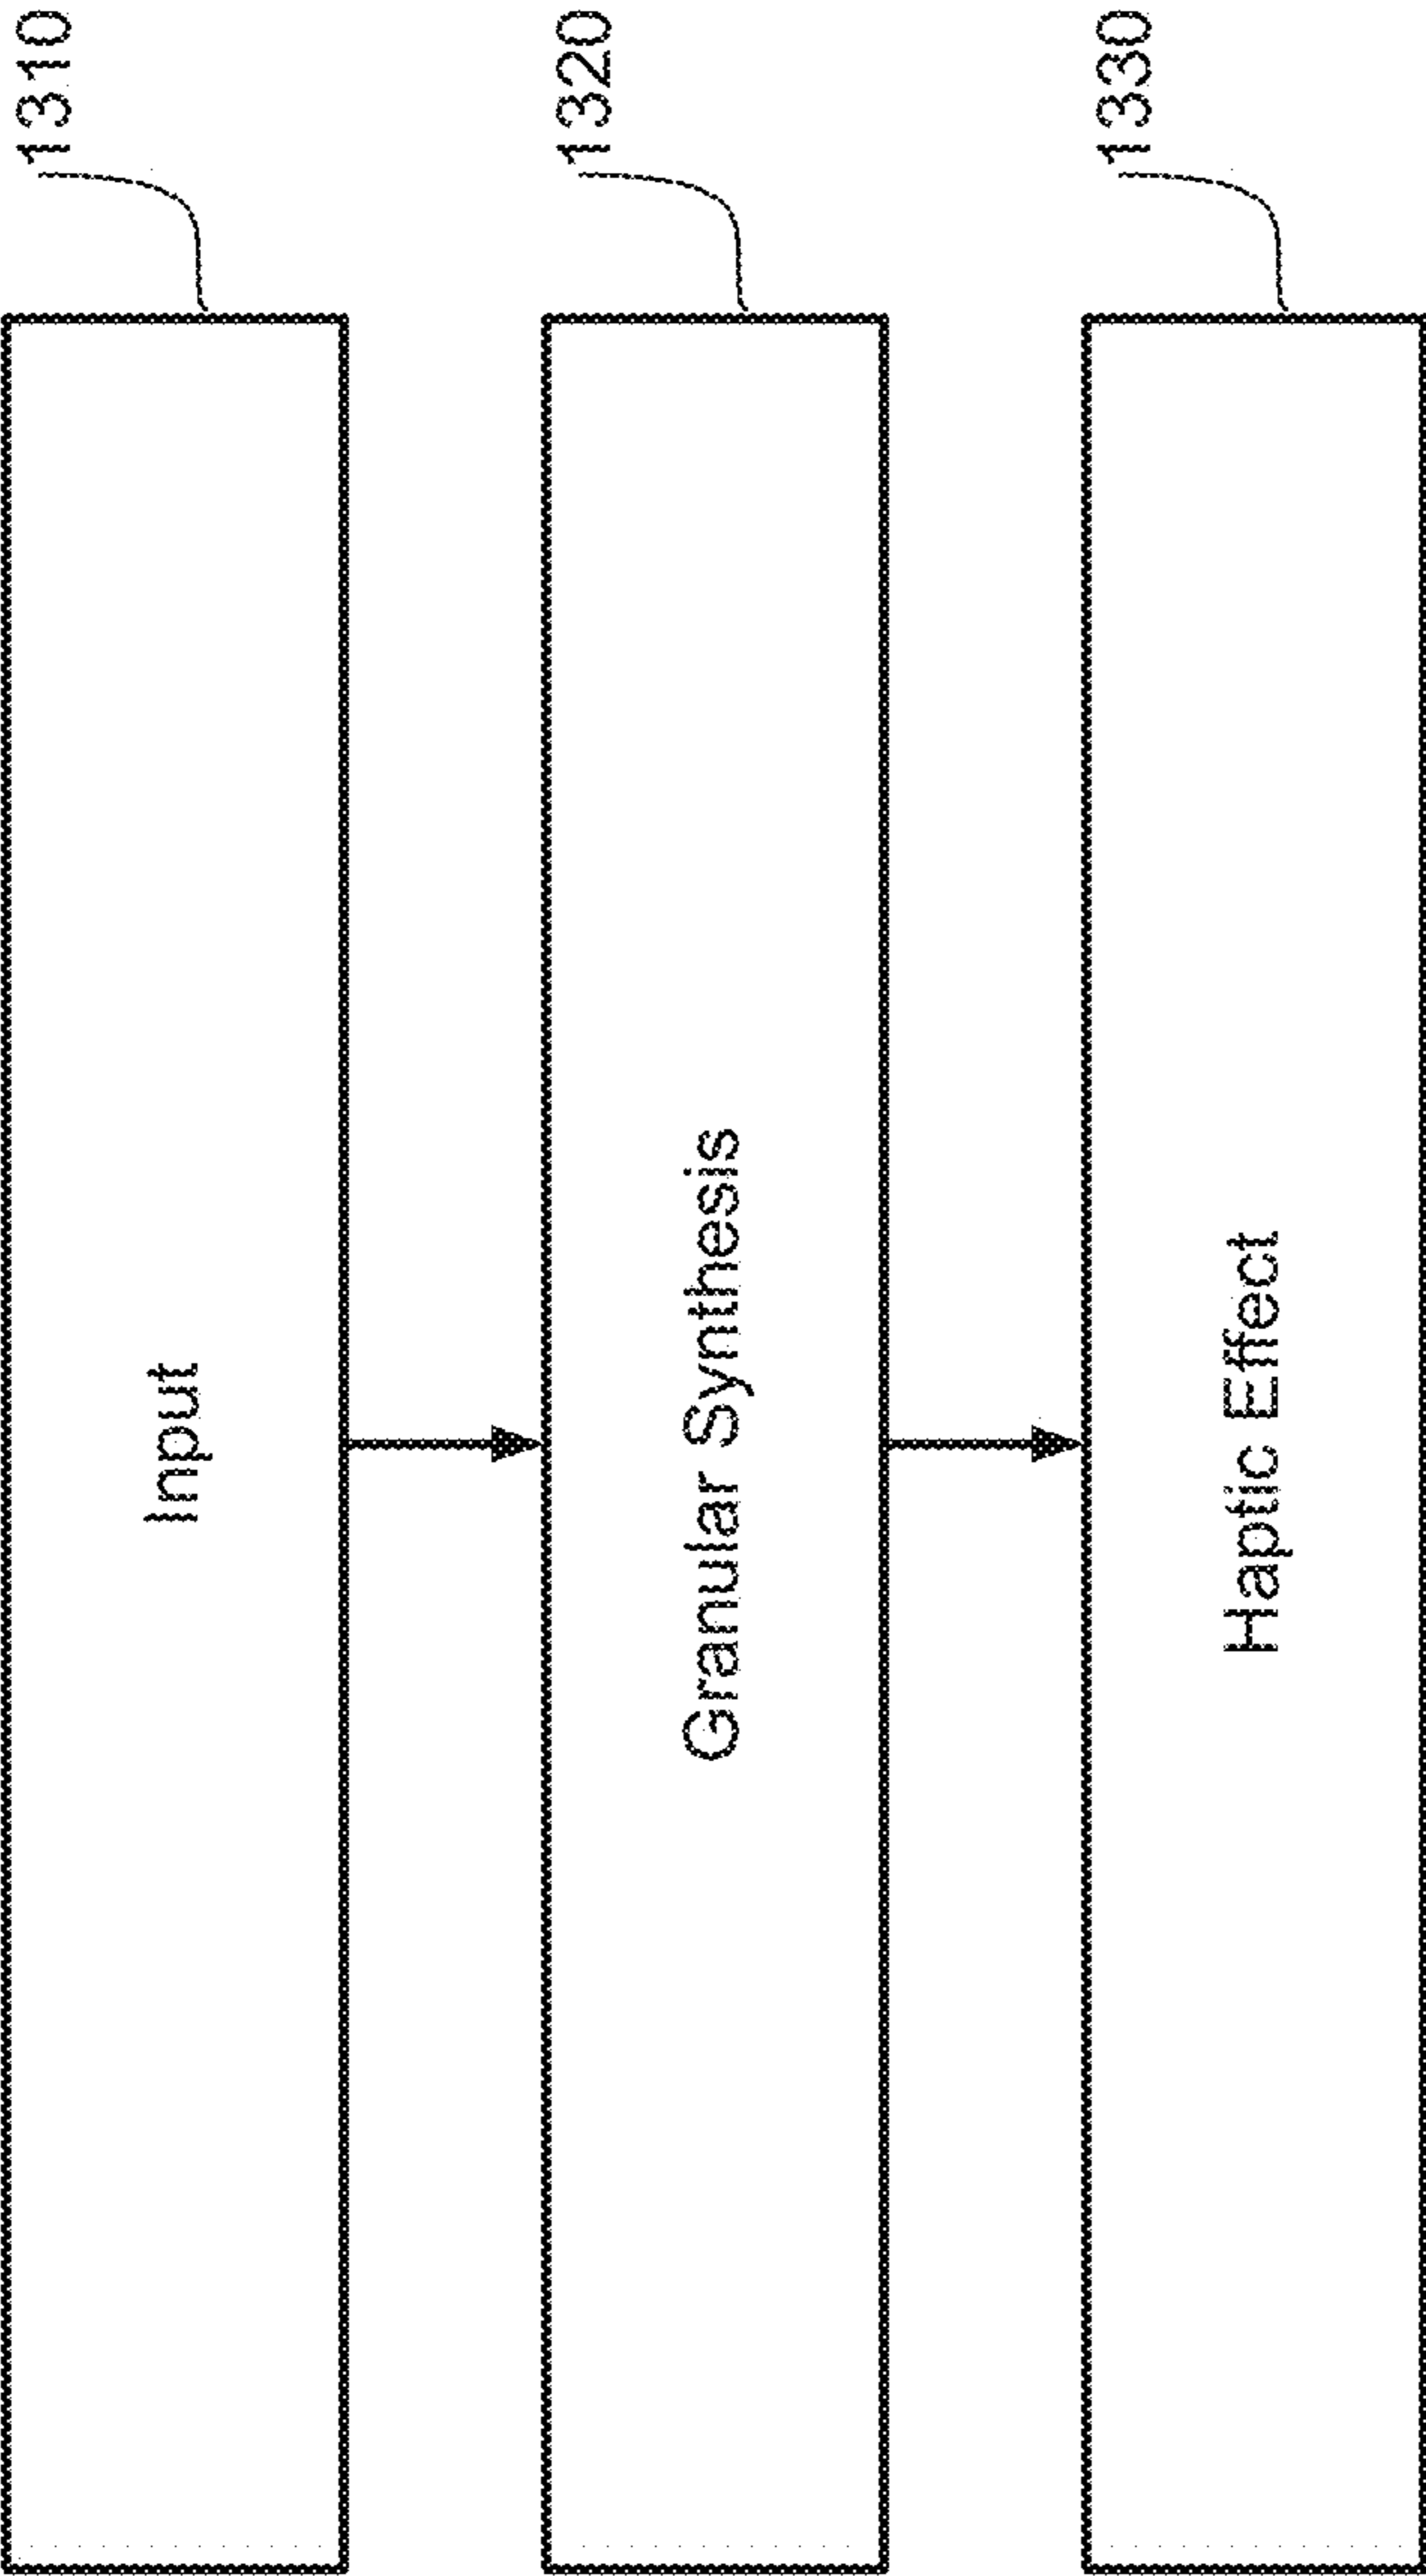 Input
1310
Granular Synthesis
1320
Haptic Effect
1330